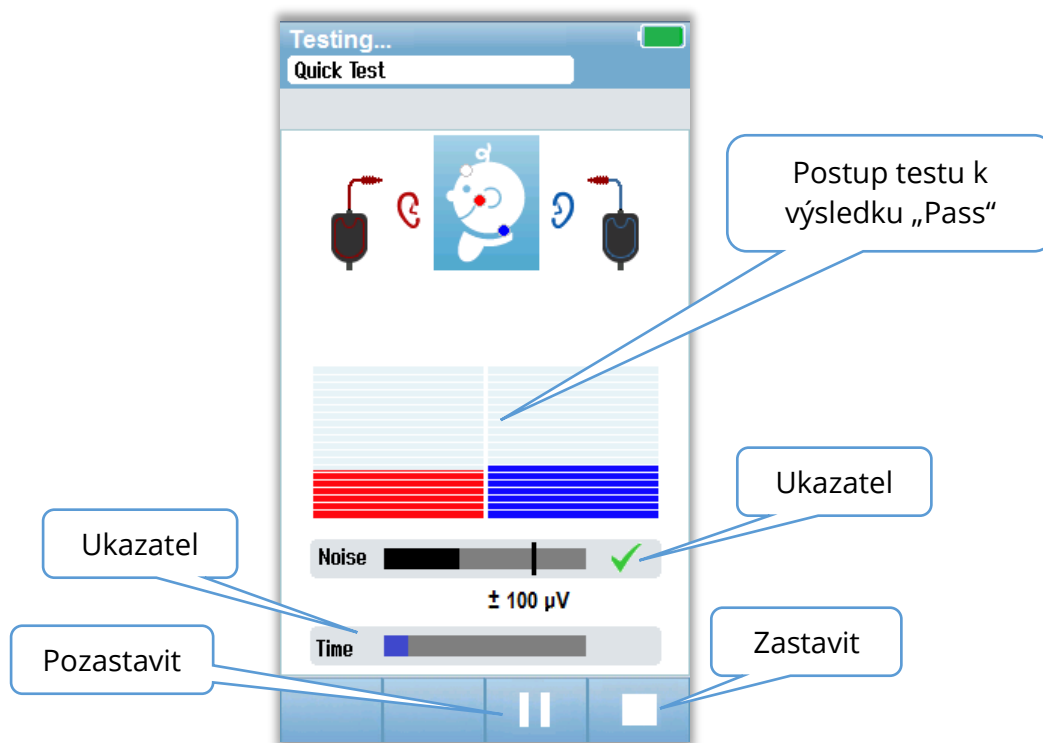 Testing...
Quick Test
Postup testu k
výsledku „Pass“
Ukazatel
Ukazatel
Noise
± 100 µV
Time
Pozastavit
Zastavit